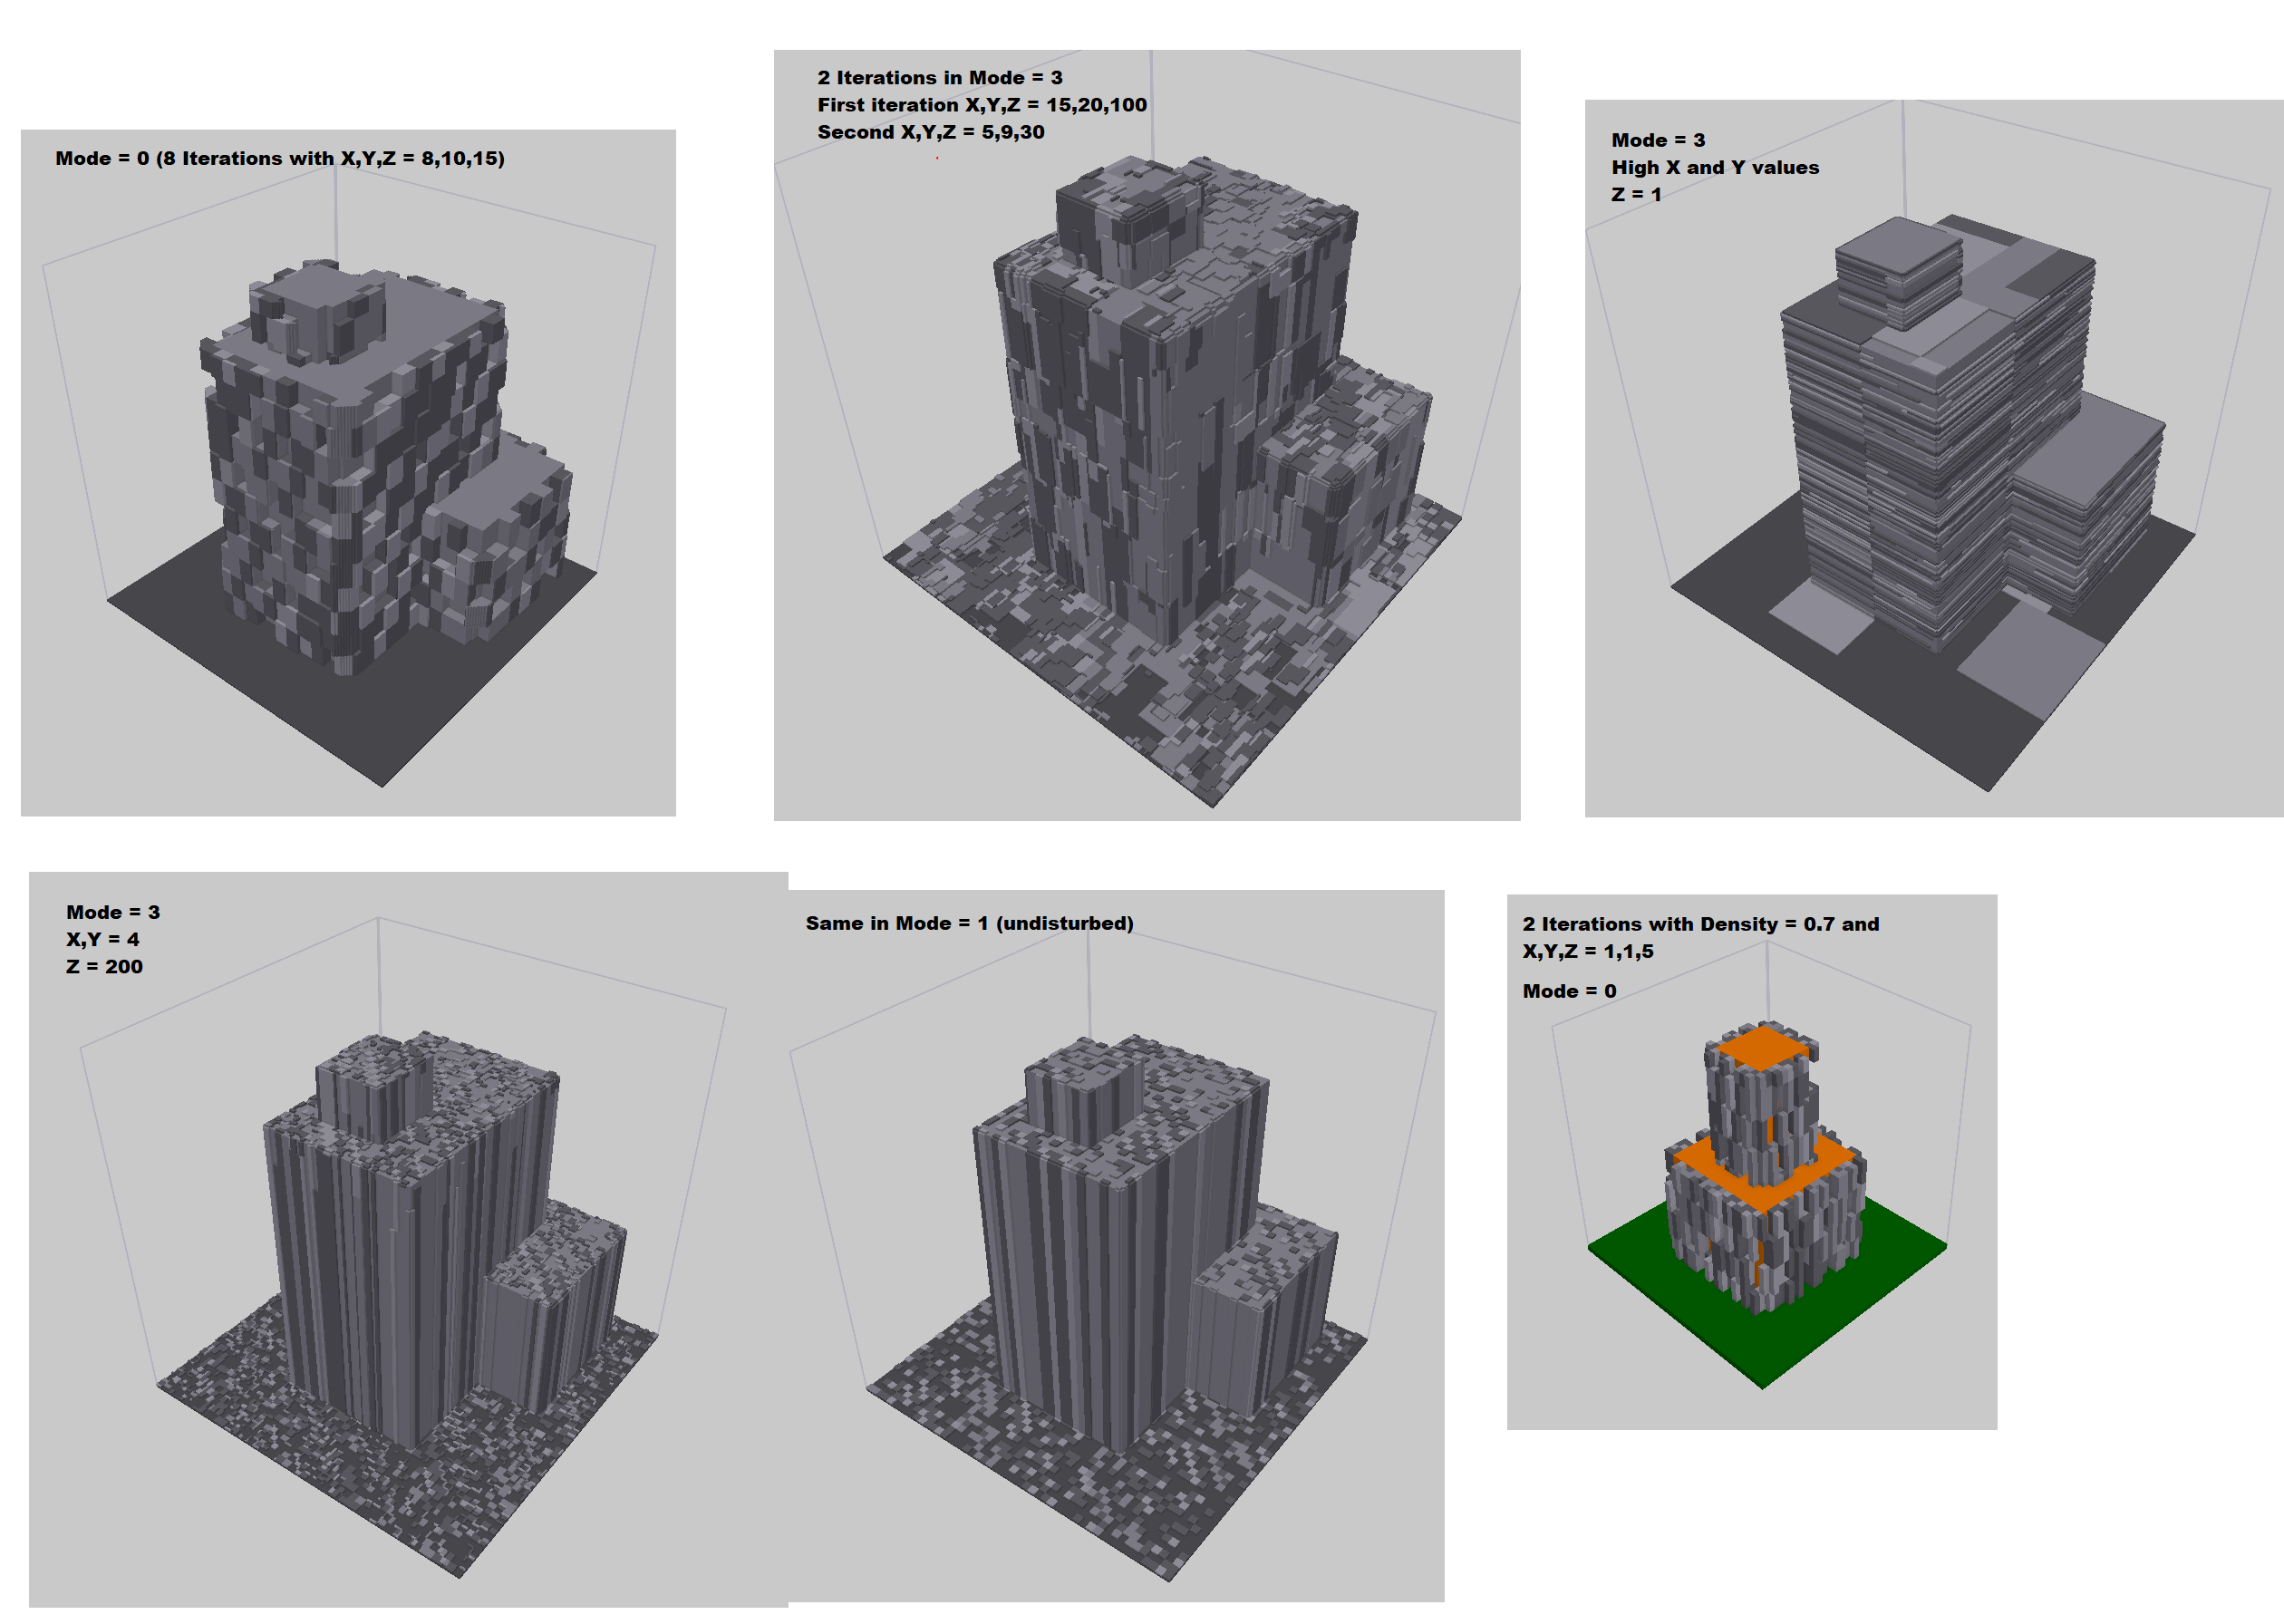 Mode = 0 (8 Iterations with X,Y,Z = 8,10,15)
2 Iterations in Mode = 3
First iteration X,Y,Z = 15,20,100
Second X,Y,Z = 5,9,30
Mode = 3
High X and Y values
Z = 1
Mode = 3
X,Y = 4
Z = 200
Same in Mode = 1 (undisturbed)
2 Iterations with Density = 0.7 and
X,Y,Z = 1,1,5
Mode = 0